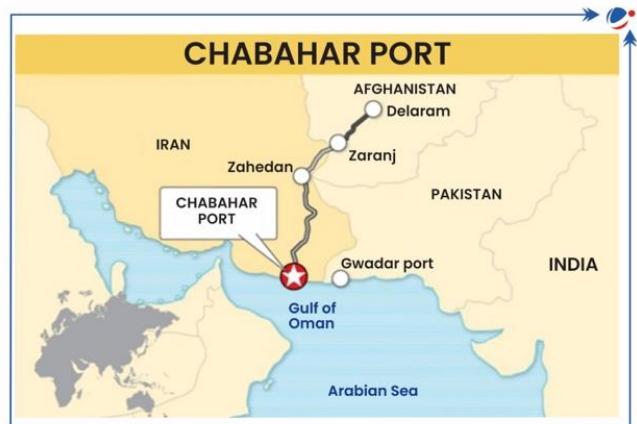 CHABAHAR PORT
AFGHANISTAN
Delaram
IRAN
Zaranj
Zahedan
PAKISTAN
CHABAHAR
PORT
Gwadar port
INDIA
Gulf of
Oman
Arabian Sea